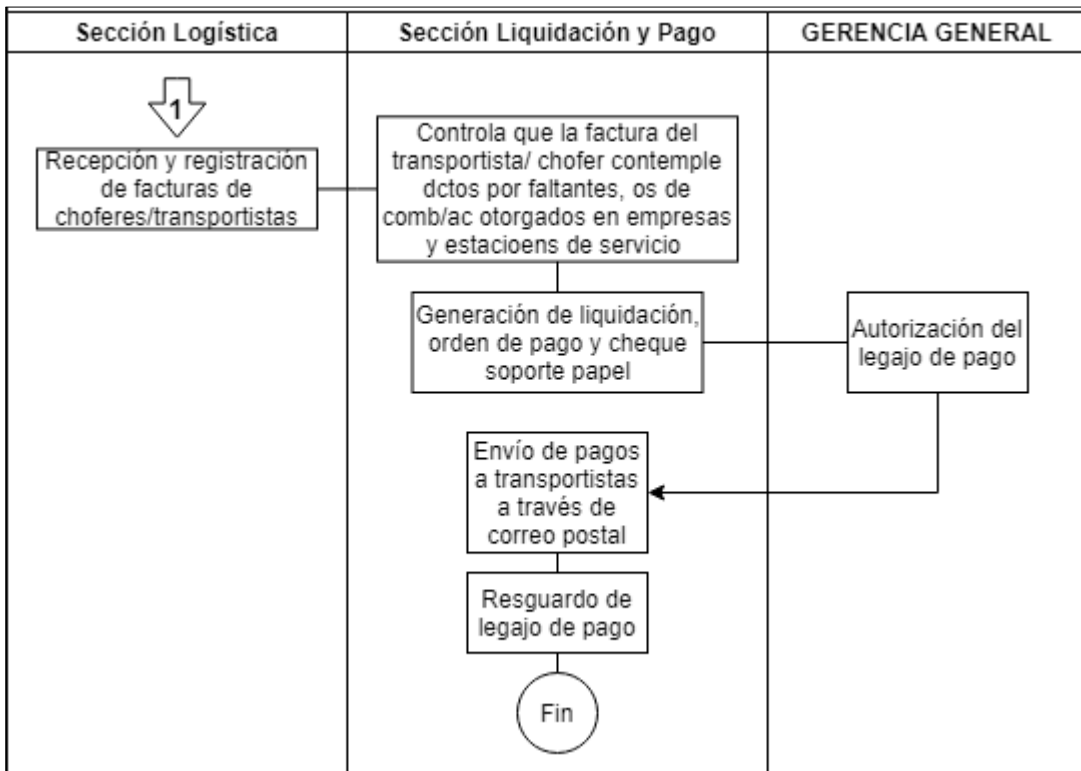 Sección Logística
Sección Liquidación y Pago
GERENCIA GENERAL
1
Recepción y registración
de facturas de
choferes/transportistas
Controla que la factura del
transportista/ chofer contemple
dctos por faltantes, os de
comb/ac otorgados en empresas
y estacioens de servicio
Generación de liquidación,
orden de pago y cheque
soporte papel
Autorización del
legajo de pago
Envío de pagos
a transportistas
a través de
correo postal
Resguardo de
legajo de pago
Fin